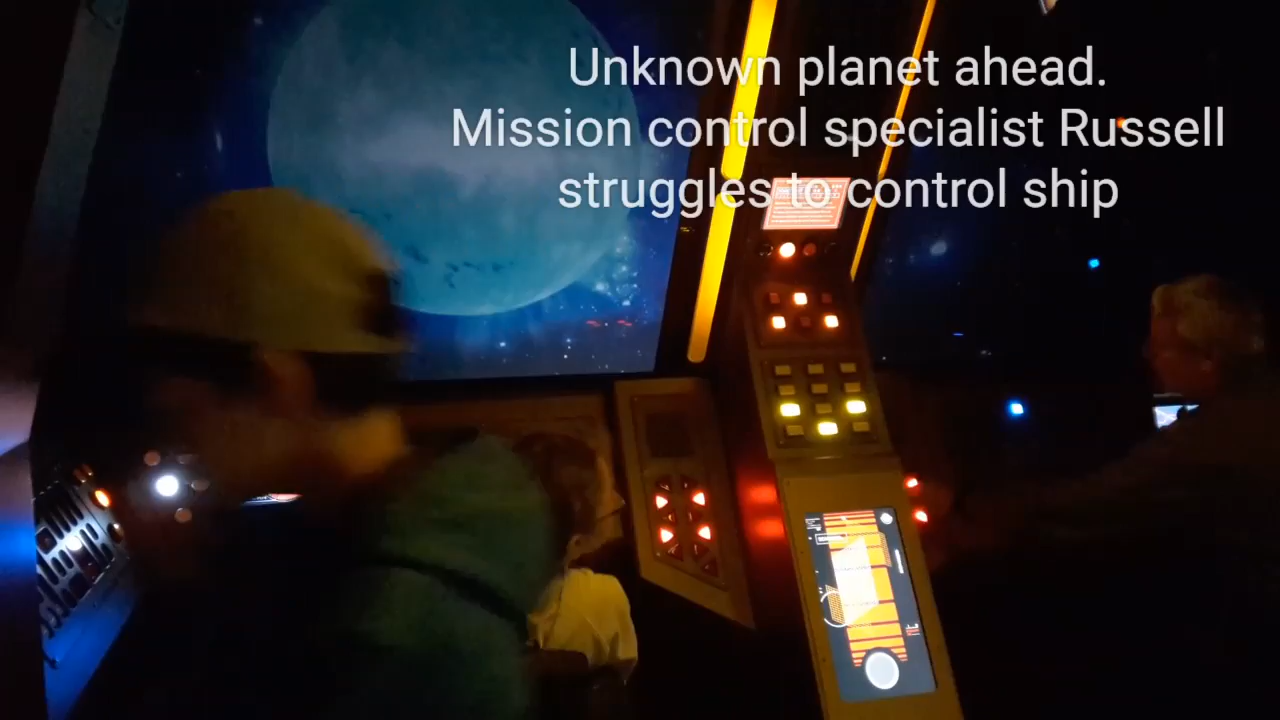 Unknown planet ahead.
Mission control specialist Russell
struggles to control ship